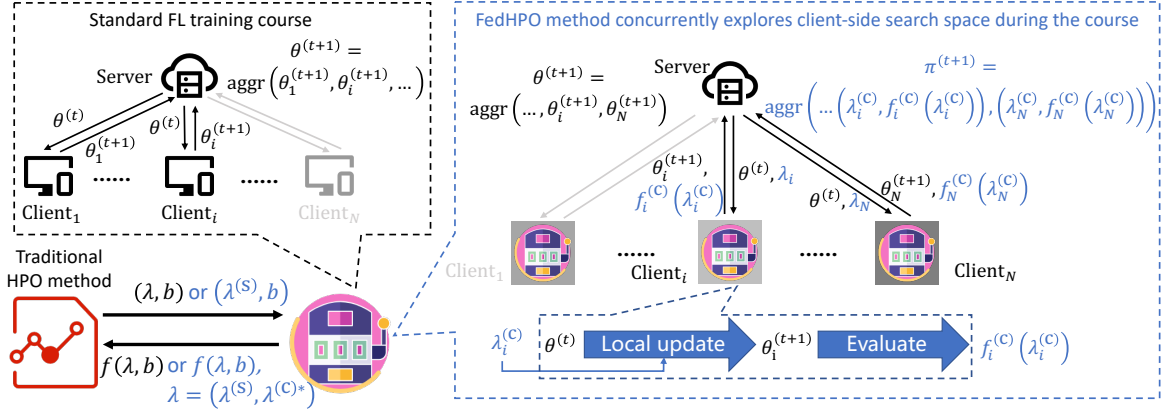 Standard FL training course
θ^(t+1) =
Server
aggr(θ_1^(t+1), θ_i^(t+1), …)
θ^(t)
θ_1^(t+1)
θ^(t)
θ_i^(t+1)
......
......
Client_1
Client_i
Client_N
Traditional
HPO method
(λ, b) or (λ^(S), b)
f(λ, b) or f(λ, b),
λ = (λ^(S), λ^(C)*)
FedHPO method concurrently explores client-side search space during the course
Server
θ^(t+1) =
aggr(…, θ_i^(t+1), θ_N^(t+1))
π^(t+1) =
aggr(… (λ_i^(C), f_i^(C)(λ_i^(C))), (λ_N^(C), f_N^(C)(λ_N^(C))))
θ_i^(t+1),
f_i^(C)(λ_i^(C))
θ^(t), λ_i
θ^(t), λ_N
θ_N^(t+1), f_N^(C)(λ_N^(C))
Client_1
......
Client_i
......
Client_N
λ_i^(C)
θ^(t)
Local update
θ_i^(t+1)
Evaluate
f_i^(C)(λ_i^(C))